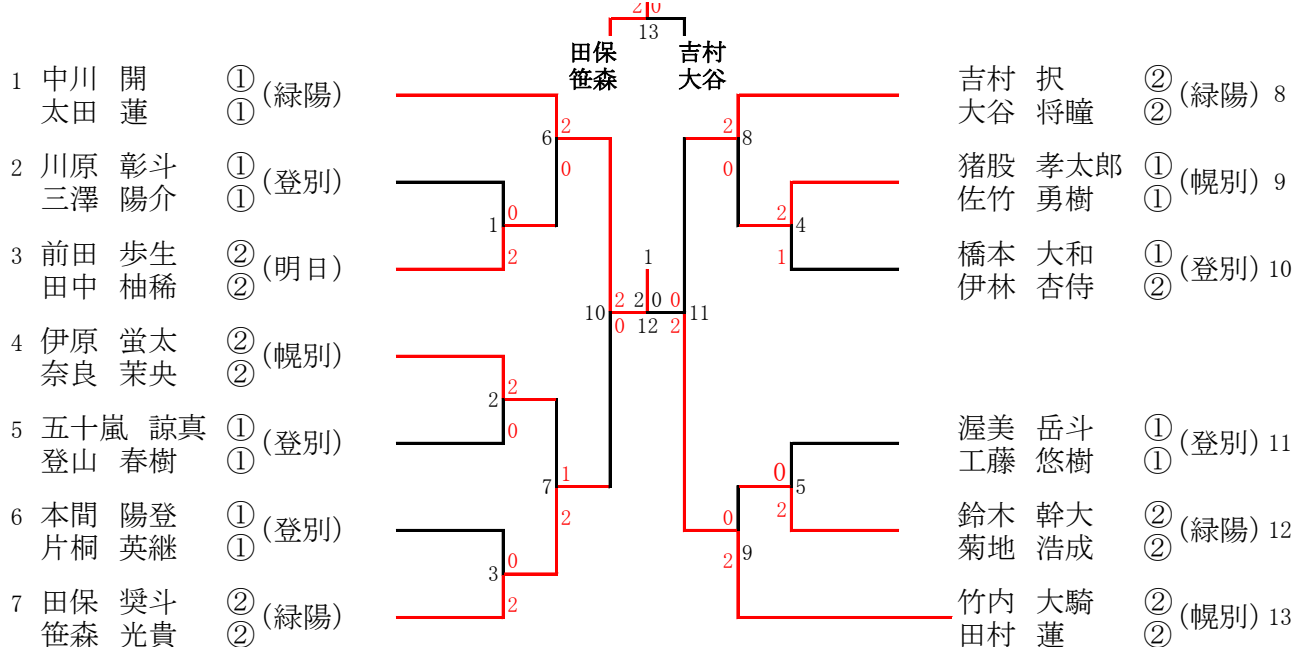 2 0
13
田保 吉村
笹森 大谷
1 中川 開 ① (緑陽)
太田 蓮 ①
2 川原 彰斗 ① (登別)
三澤 陽介 ①
3 前田 歩生 ② (明日)
田中 柚稀 ②
4 伊原 蛍太 ② (幌別)
奈良 茉央 ②
5 五十嵐 諒真 ① (登別)
登山 春樹 ①
6 本間 陽登 ① (登別)
片桐 英継 ①
7 田保 奨斗 ② (緑陽)
笹森 光貴 ②
6 2
0
1 0
2
2 2
0
7 1
2
3 0
2
1
10 2 2 0 0 11
0 12 2
2 8
0
2 4
1
0 5
2
0
2 9
吉村 択 ② (緑陽) 8
大谷 将瞳 ②
猪股 孝太郎 ① (幌別) 9
佐竹 勇樹 ①
橋本 大和 ① (登別) 10
伊林 杏侍 ②
渥美 岳斗 ① (登別) 11
工藤 悠樹 ①
鈴木 幹大 ② (緑陽) 12
菊地 浩成 ②
竹内 大騎 ② (幌別) 13
田村 蓮 ②